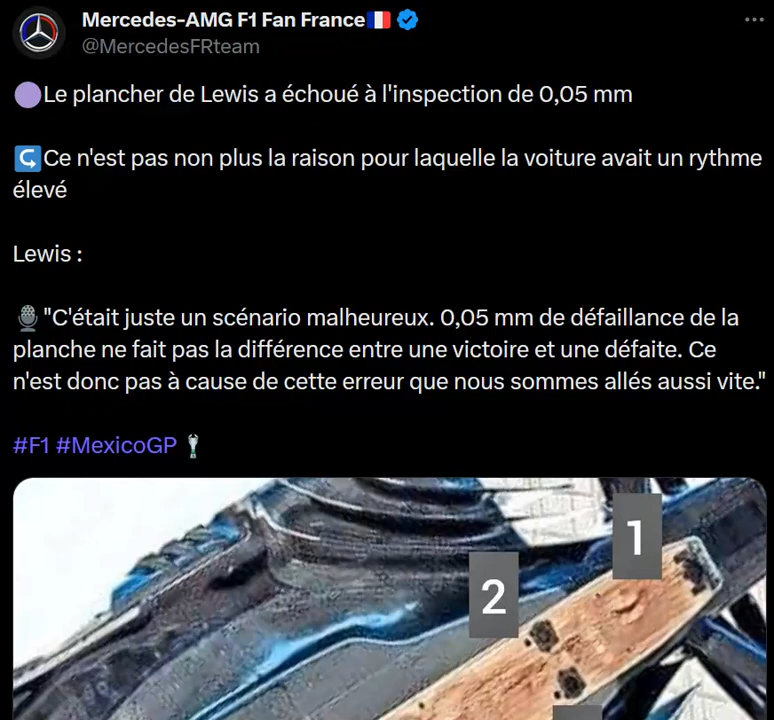 Mercedes-AMG F1 Fan France🇫🇷
@MercedesFRteam
🟣Le plancher de Lewis a échoué à l'inspection de 0,05 mm
↪️Ce n'est pas non plus la raison pour laquelle la voiture avait un rythme
élevé
Lewis :
🎙️"C'était juste un scénario malheureux. 0,05 mm de défaillance de la
planche ne fait pas la différence entre une victoire et une défaite. Ce
n'est donc pas à cause de cette erreur que nous sommes allés aussi vite."
#F1 #MexicoGP
1
2